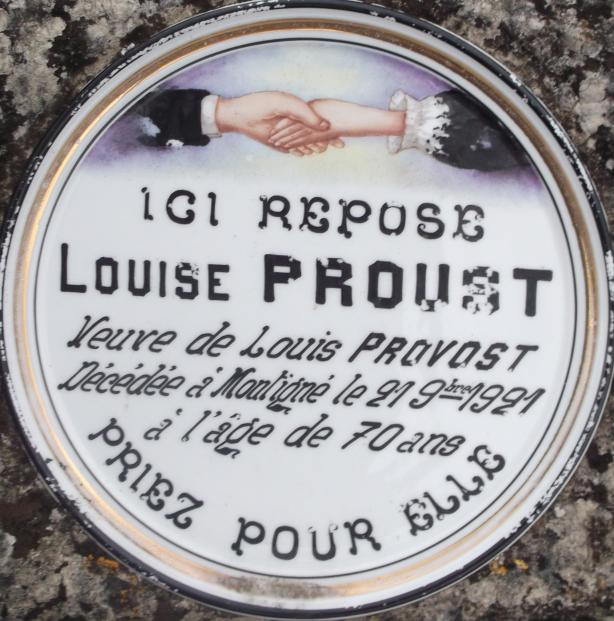 ICI REPOSE
LOUISE PROUST
Veuve de Louis PROVOST
Décédée à Montigné le 21 9bre 1921
à l'âge de 70 ans
PRIEZ POUR ELLE